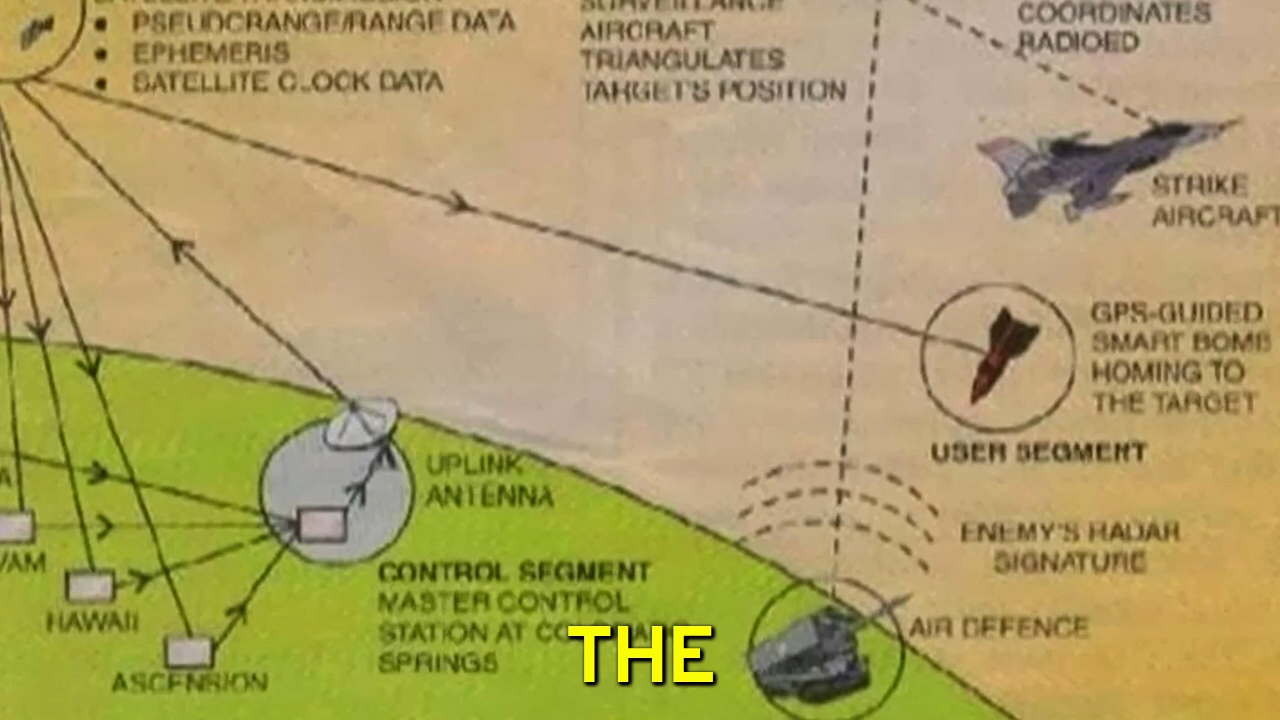 PSEUDCRANGE/RANGE DATA
EPHEMERIS
SATELLITE CLOCK DATA
SURVEILLANCE
AIRCRAFT
TRIANGULATES
TARGET'S POSITION
COORDINATES
RADIOED
STRIKE
AIRCRAFT
GPS-GUIDED
SMART BOMB
HOMING TO
THE TARGET
USER SEGMENT
UPLINK
ANTENNA
ENEMY'S RADAR
SIGNATURE
HAWAII
ASCENSION
CONTROL SEGMENT
MASTER CONTROL
STATION AT
SPRINGS
AIR DEFENCE
THE